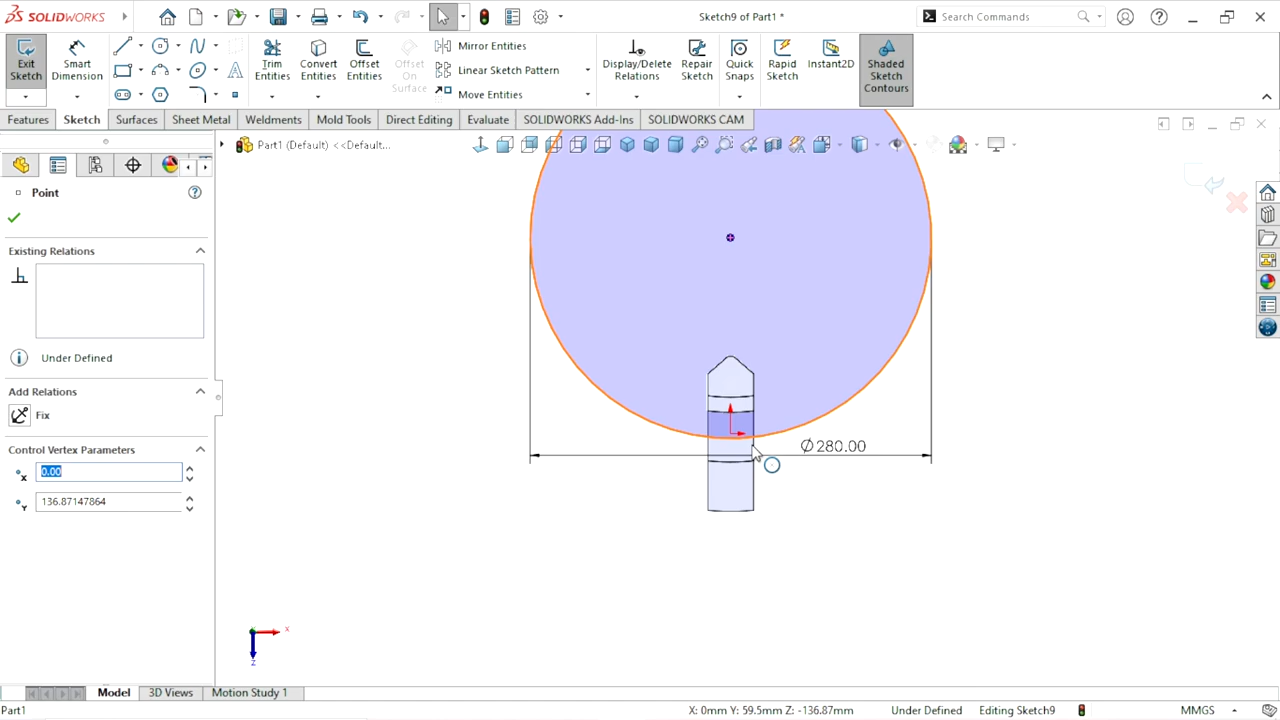 SOLIDWORKS
Sketch9 of Part1 *
Search Commands
Exit Sketch
Smart Dimension
Trim Entities
Convert Entities
Offset Entities
Offset On Surface
Mirror Entities
Linear Sketch Pattern
Move Entities
Display/Delete Relations
Repair Sketch
Quick Snaps
Rapid Sketch
Instant2D
Shaded Sketch Contours
Features
Sketch
Surfaces
Sheet Metal
Weldments
Mold Tools
Direct Editing
Evaluate
SOLIDWORKS Add-Ins
SOLIDWORKS CAM
Part1 (Default) <<Default...
Point
Existing Relations
Under Defined
Add Relations
Fix
Control Vertex Parameters
0.00
136.87147864
Ø280.00
x
z
Model
3D Views
Motion Study 1
Part1
X: 0mm Y: 59.5mm Z: -136.87mm
Under Defined
Editing Sketch9
MMGS